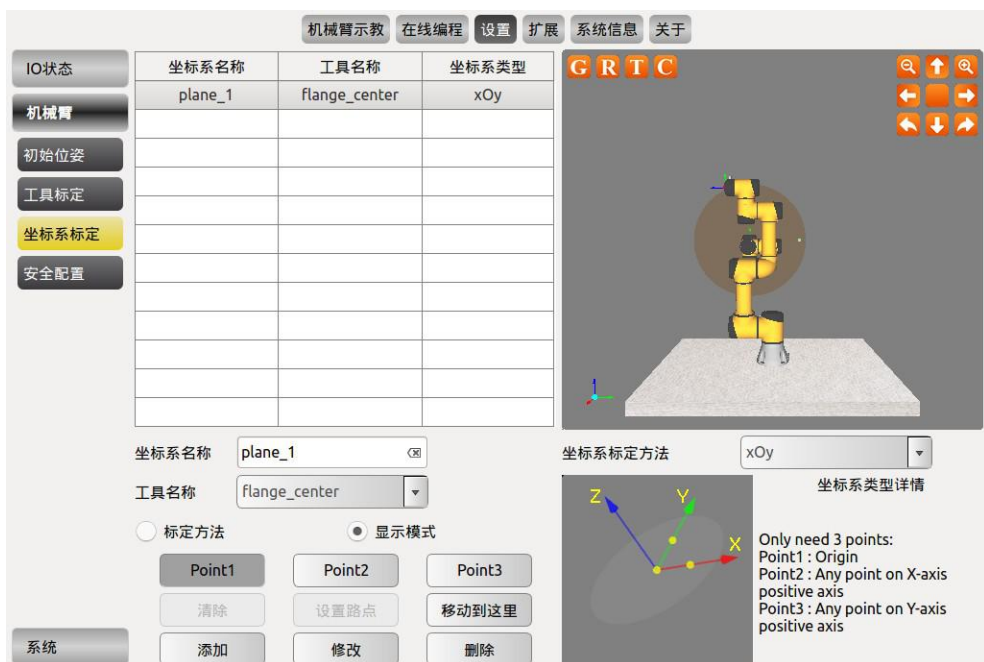 机械臂示教 在线编程 设置 扩展 系统信息 关于
IO状态
机械臂
初始位姿
工具标定
坐标系标定
安全配置
系统
坐标系名称 工具名称 坐标系类型
plane_1 flange_center xOy
G R T C
坐标系名称 plane_1
工具名称 flange_center
标定方法 显示模式
Point1 Point2 Point3
清除 设置路点 移动到这里
添加 修改 删除
坐标系标定方法 xOy
Z Y X
坐标系类型详情
Only need 3 points:
Point1 : Origin
Point2 : Any point on X-axis
positive axis
Point3 : Any point on Y-axis
positive axis